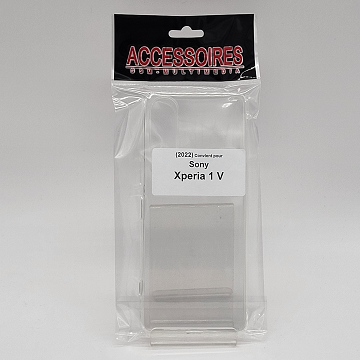 ACCESSOIRES
GSM-MULTIMEDIA
(2022) Convient pour
Sony
Xperia 1 V